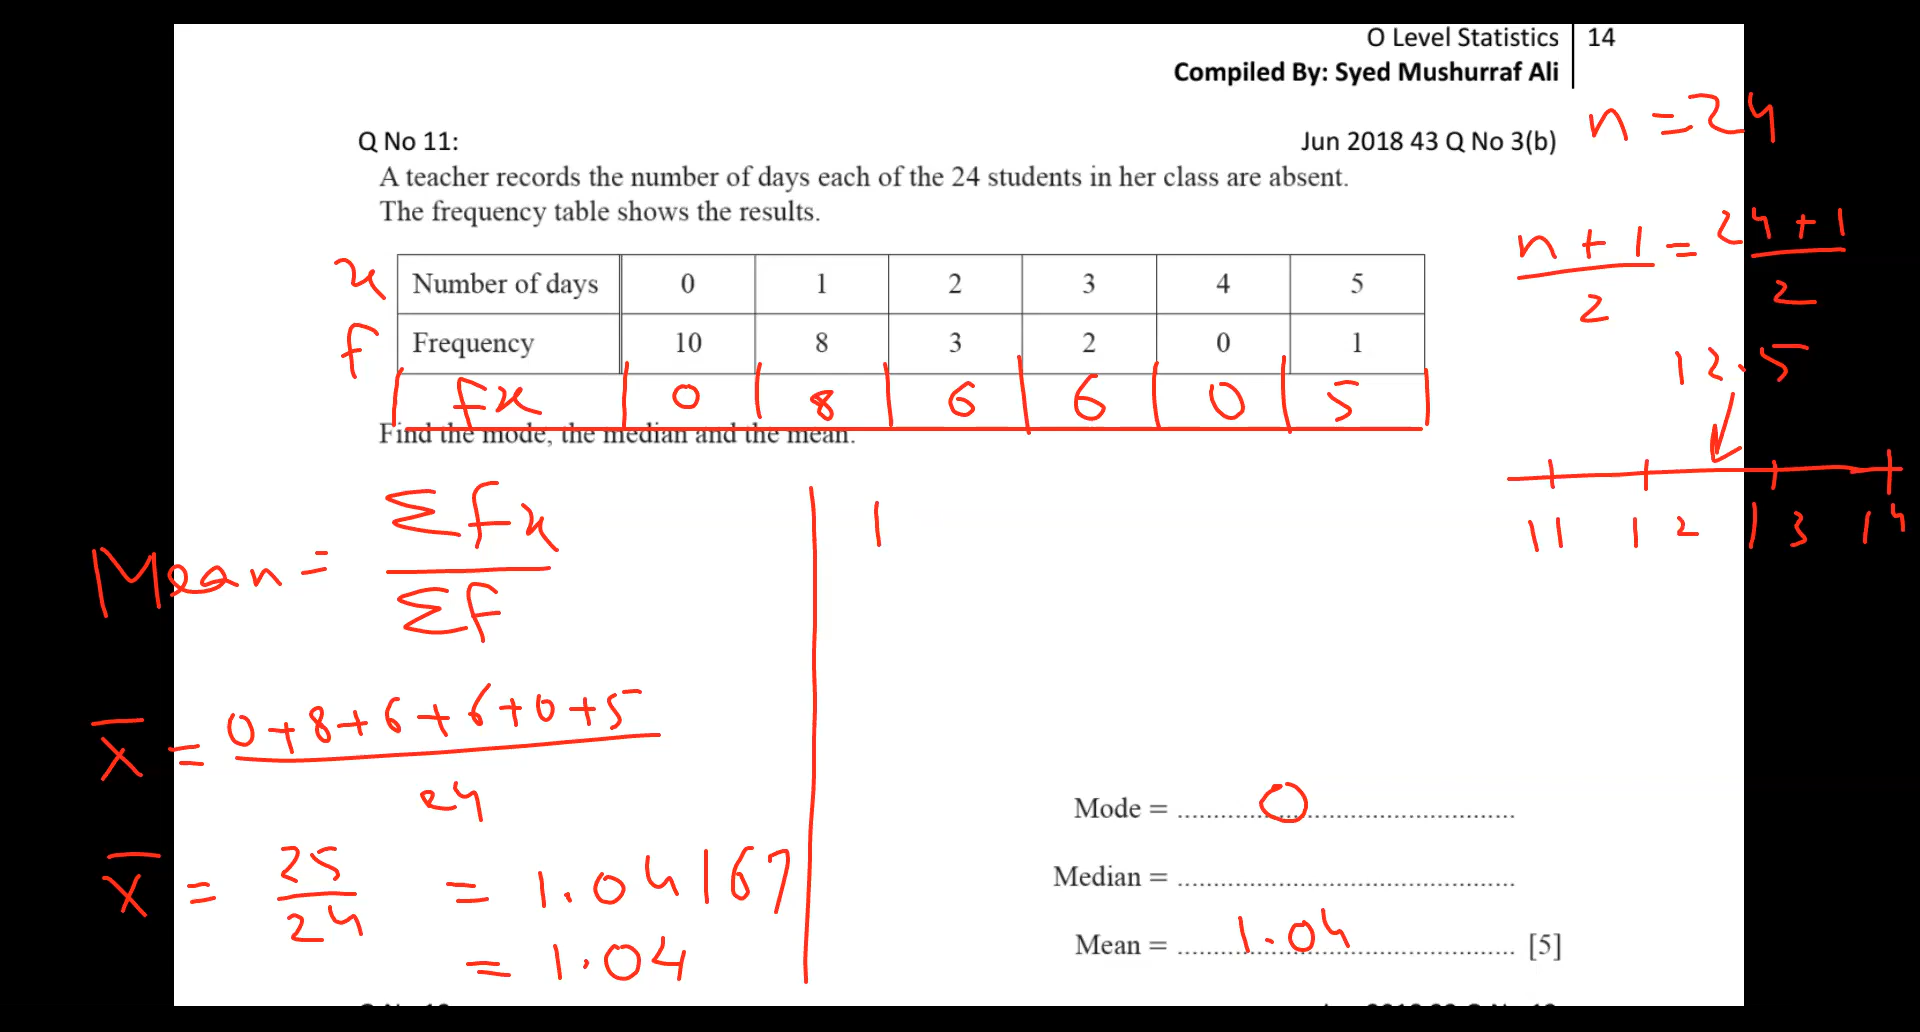 O Level Statistics 14
Compiled By: Syed Mushurraf Ali
n = 24
Q No 11: Jun 2018 43 Q No 3(b)
A teacher records the number of days each of the 24 students in her class are absent.
The frequency table shows the results.
n + 1 / 2 = 24 + 1 / 2
x Number of days 0 1 2 3 4 5
f Frequency 10 8 3 2 0 1
12.5
fx 0 8 6 6 0 5
Find the mode, the median and the mean.
11 12 13 14
Mean = Σfx / Σf
1
x̄ = 0+8+6+6+0+5 / 24
Mode = 0
x̄ = 25 / 24 = 1.04167
Median =
= 1.04
Mean = 1.04 [5]